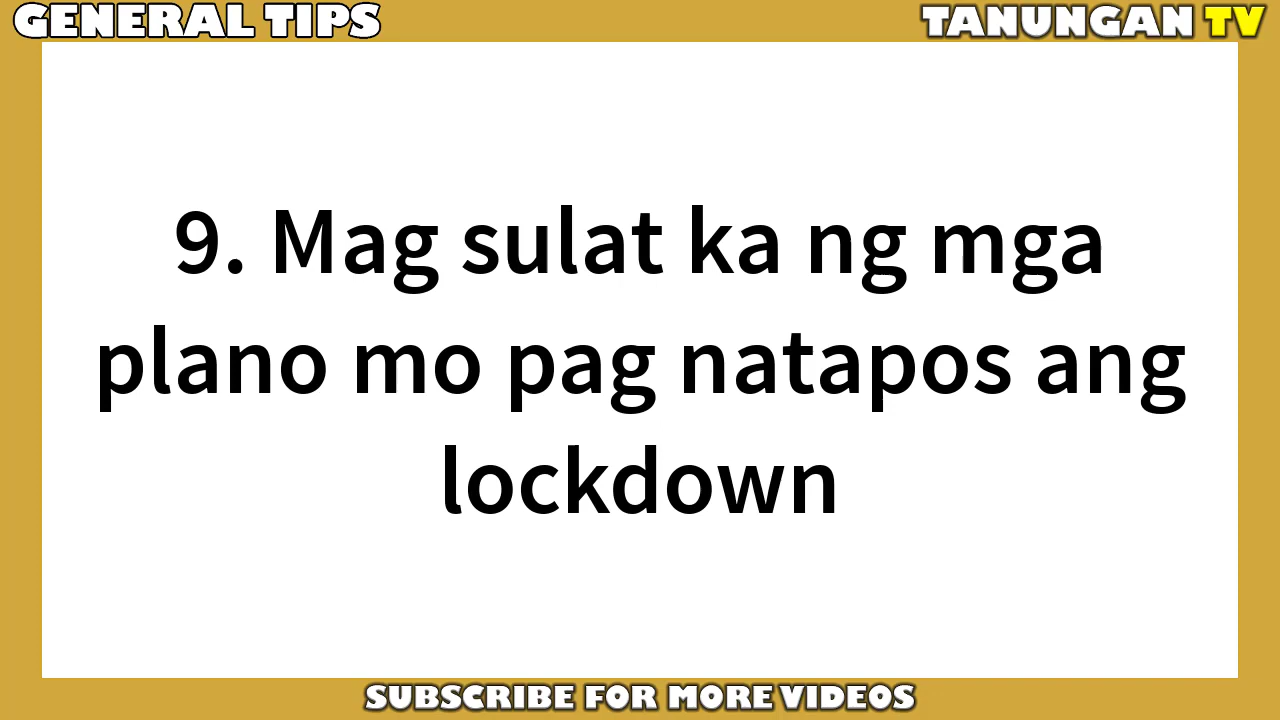 GENERAL TIPS
TANUNGAN TV
9. Mag sulat ka ng mga
plano mo pag natapos ang
lockdown
SUBSCRIBE FOR MORE VIDEOS